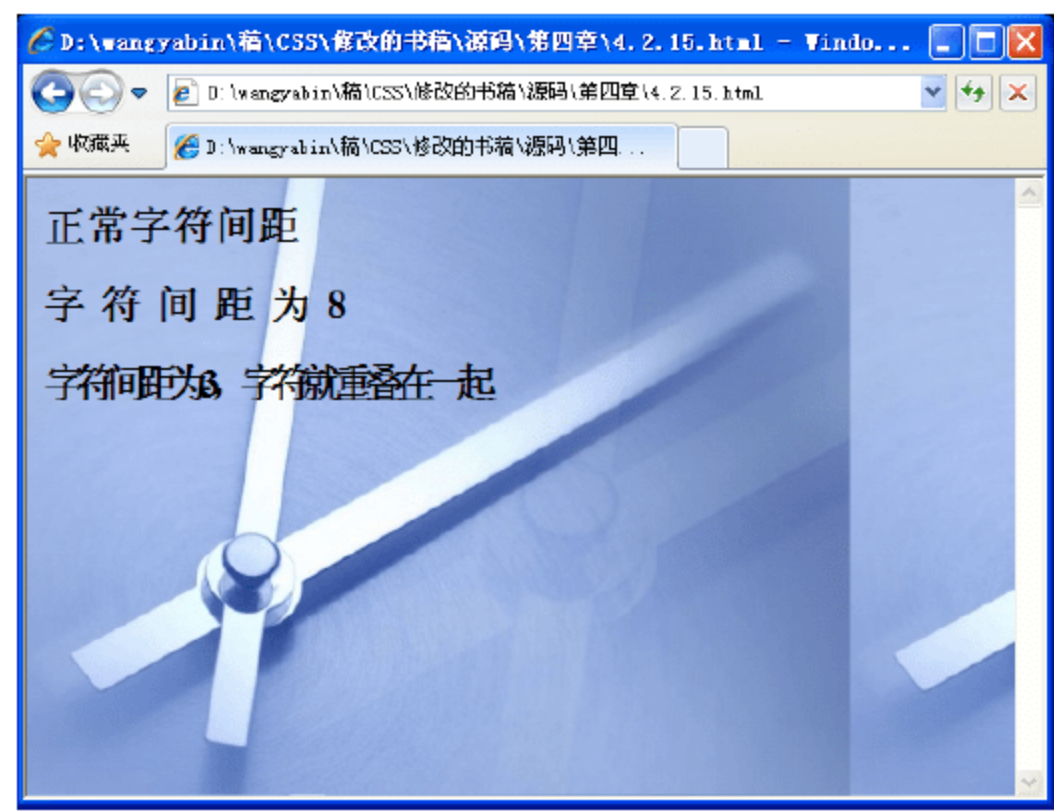 D:\wangyabin\稿\CSS\修改的书稿\源码\第四章\4.2.15.html - Windo...
D:\wangyabin\稿\CSS\修改的书稿\源码\第四章\4.2.15.html
收藏夹
D:\wangyabin\稿\CSS\修改的书稿\源码\第四...
正常字符间距
字符间距为8
字符间距为-3，字符就重叠在一起